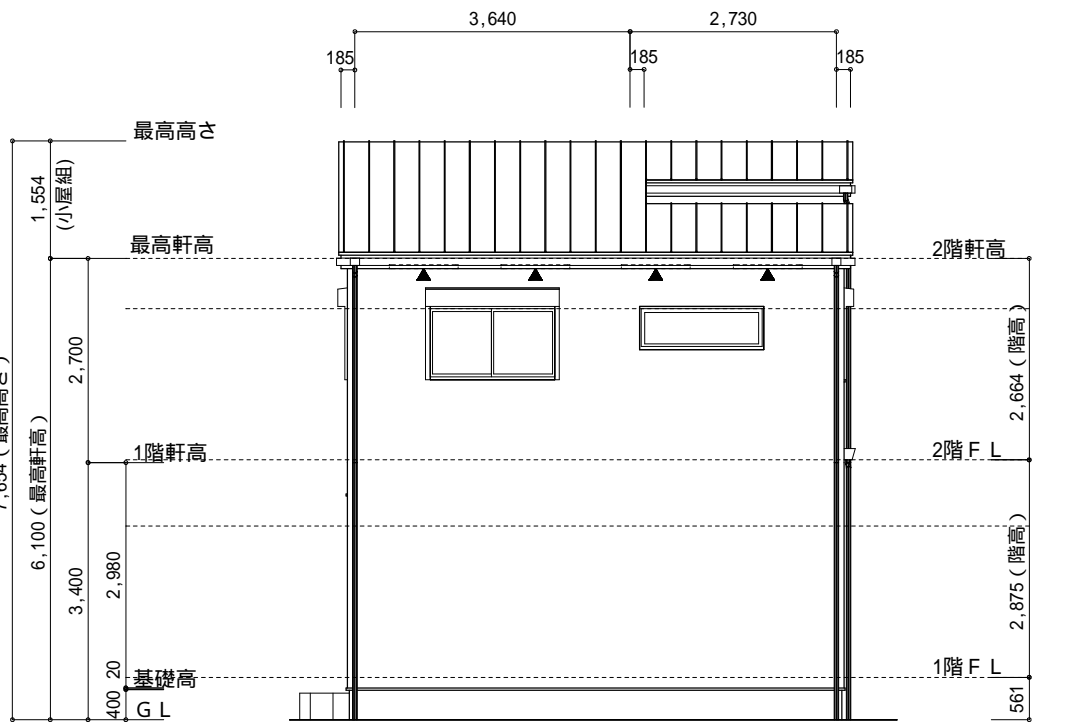 3,640
2,730
185
185
185
最高高さ
1,554
(小屋組)
最高軒高
2階軒高
2,700
2,664 ( 階高 )
6,100 ( 最高軒高 )
1階軒高
2階ＦＬ
3,400
2,980
2,875 ( 階高 )
20
基礎高
1階ＦＬ
400
ＧＬ
561